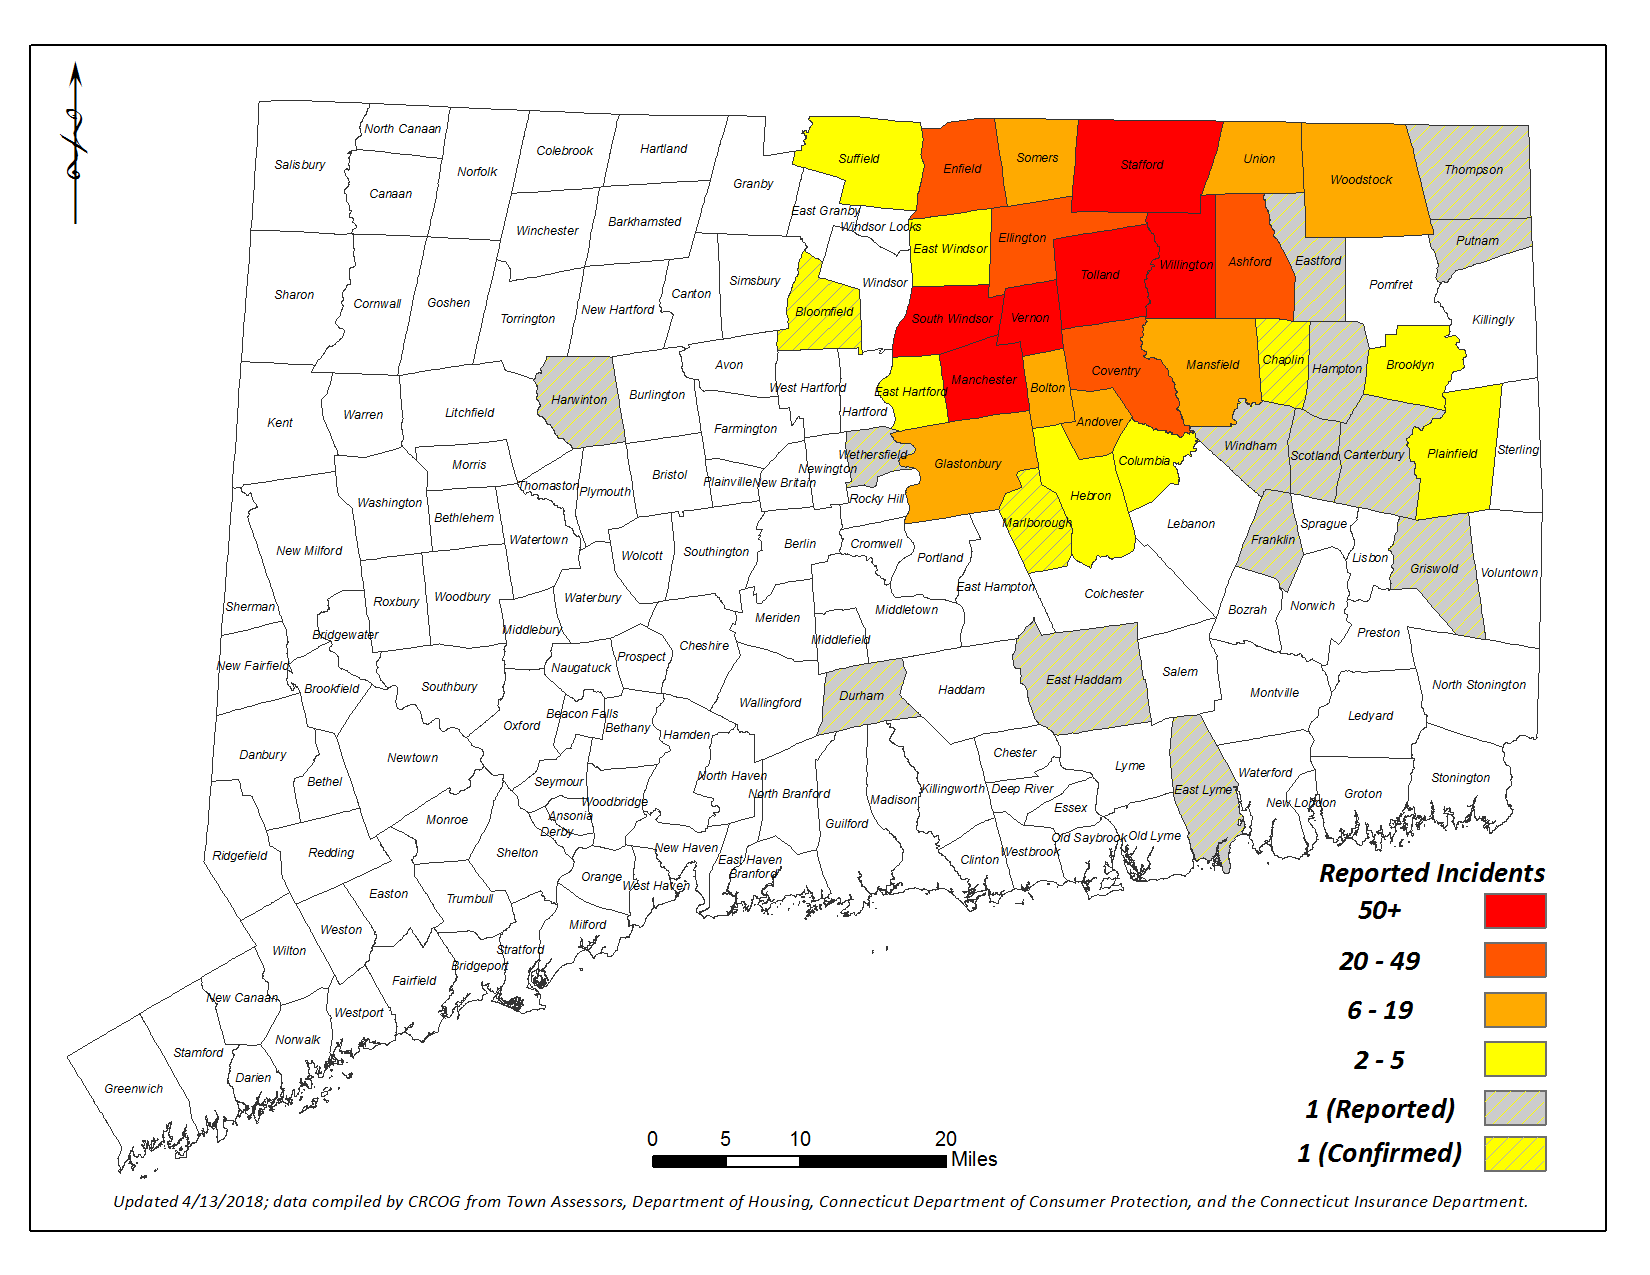 North Canaan
Hartland
Colebrook
Salisbury
Suffield
Somers
Union
Stafford
Enfield
Thompson
Norfolk
Woodstock
Granby
Canaan
East Granby
Barkhamsted
Windsor Locks
Winchester
Ellington
Putnam
East Windsor
Eastford
Ashford
Willington
Tolland
Simsbury
Windsor
Pomfret
Sharon
Canton
Cornwall
Goshen
New Hartford
Bloomfield
Torrington
South Windsor
Vernon
Killingly
Chaplin
Avon
Mansfield
Brooklyn
Hampton
Coventry
Manchester
West Hartford
Bolton
East Hartford
Burlington
Harwinton
Hartford
Litchfield
Warren
Kent
Andover
Farmington
Windham
Sterling
Plainfield
Wethersfield
Scotland
Canterbury
Columbia
Glastonbury
Morris
Newington
Bristol
Plainville
New Britain
Thomaston
Plymouth
Hebron
Rocky Hill
Washington
Bethlehem
Marlborough
Lebanon
Sprague
Watertown
Franklin
Berlin
Cromwell
New Milford
Southington
Wolcott
Portland
Lisbon
Griswold
Voluntown
East Hampton
Colchester
Woodbury
Waterbury
Roxbury
Sherman
Norwich
Bozrah
Middletown
Meriden
Middlebury
Bridgewater
Preston
Middlefield
Cheshire
Prospect
New Fairfield
Naugatuck
Salem
East Haddam
North Stonington
Southbury
Brookfield
Haddam
Montville
Durham
Wallingford
Beacon Falls
Ledyard
Oxford
Bethany
Hamden
Chester
Danbury
Newtown
Lyme
Waterford
North Haven
Stonington
Bethel
Seymour
Killingworth
Deep River
East Lyme
North Branford
Groton
Madison
Woodbridge
New London
Essex
Ansonia
Monroe
Guilford
Derby
Old Saybrook
Old Lyme
New Haven
Westbrook
Redding
Shelton
Ridgefield
East Haven
Clinton
Branford
Orange
West Haven
Easton
Trumbull
Milford
Weston
Wilton
Stratford
Bridgeport
Fairfield
New Canaan
Westport
Norwalk
Stamford
Darien
Greenwich
Reported Incidents
50+
20 - 49
6 - 19
2 - 5
1 (Reported)
1 (Confirmed)
0 5 10 20
Miles
Updated 4/13/2018; data compiled by CRCOG from Town Assessors, Department of Housing, Connecticut Department of Consumer Protection, and the Connecticut Insurance Department.